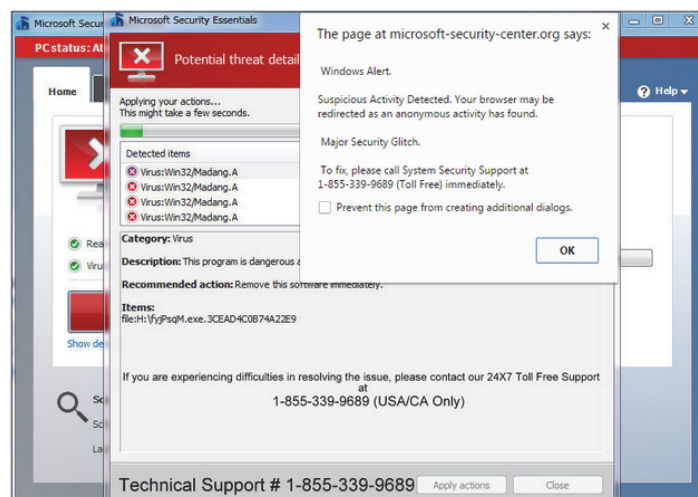 Microsoft Secur
Microsoft Security Essentials
PC status: At
Home
Help
Potential threat detail
Applying your actions...
This might take a few seconds.
Detected items
Virus:Win32/Madang.A
Virus:Win32/Madang.A
Virus:Win32/Madang.A
Virus:Win32/Madang.A
Category: Virus
Description: This program is dangerous a
Recommended action: Remove this software immediately.
Items:
file:H:\fyjPsqM.exe.3CEAD4C0B74A22E9
If you are experiencing difficulties in resolving the issue, please contact our 24X7 Toll Free Support
at
1-855-339-9689 (USA/CA Only)
Technical Support # 1-855-339-9689
Apply actions
Close
The page at microsoft-security-center.org says:
Windows Alert.
Suspicious Activity Detected. Your browser may
be redirected as an anonymous activity has found.
Major Security Glitch.
To fix, please call System Security Support at
1-855-339-9689 (Toll Free) immediately.
Prevent this page from creating additional dialogs.
OK
Rea
Viru
Show de
Sc
Sc
La